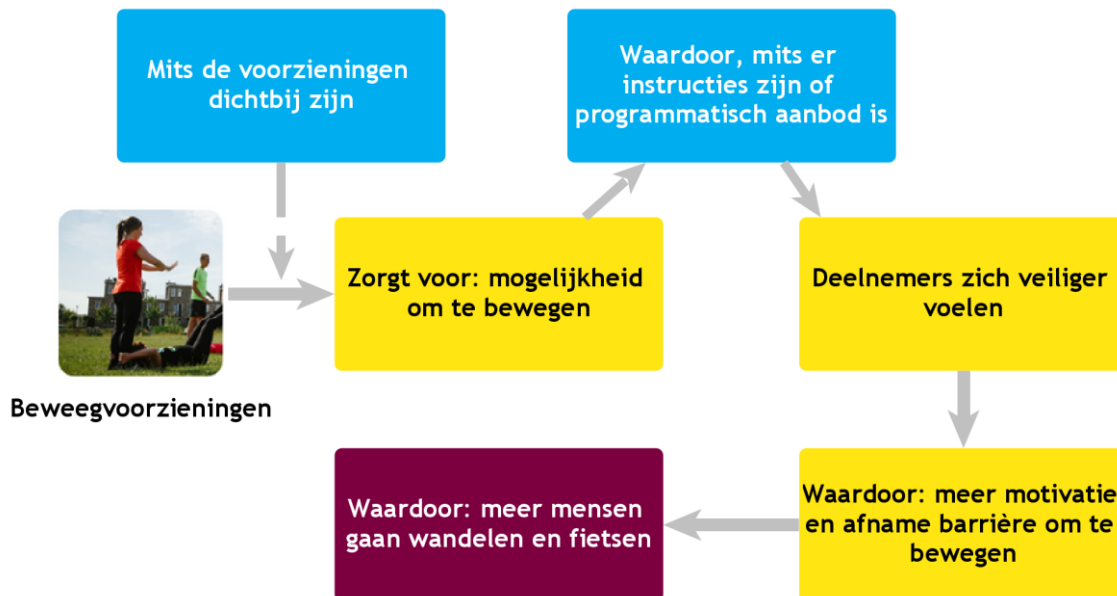 Mits de voorzieningen
dichtbij zijn
Waardoor, mits er
instructies zijn of
programmatisch aanbod is
Zorgt voor: mogelijkheid
om te bewegen
Deelnemers zich veiliger
voelen
Beweegvoorzieningen
Waardoor: meer motivatie
en afname barrière om te
bewegen
Waardoor: meer mensen
gaan wandelen en fietsen